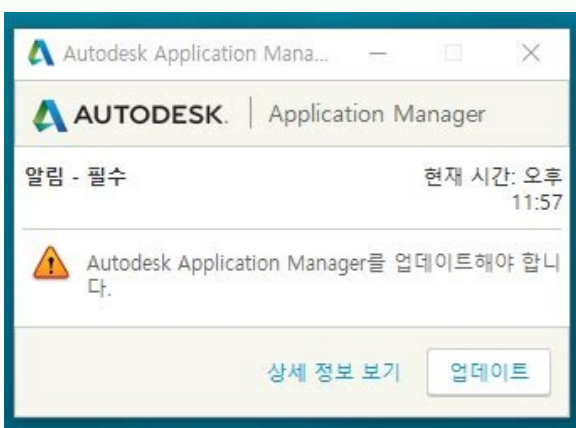 Autodesk Application Mana...
AUTODESK. Application Manager
알림 - 필수
현재 시간: 오후
11:57
Autodesk Application Manager를 업데이트해야 합니
다.
상세 정보 보기 업데이트